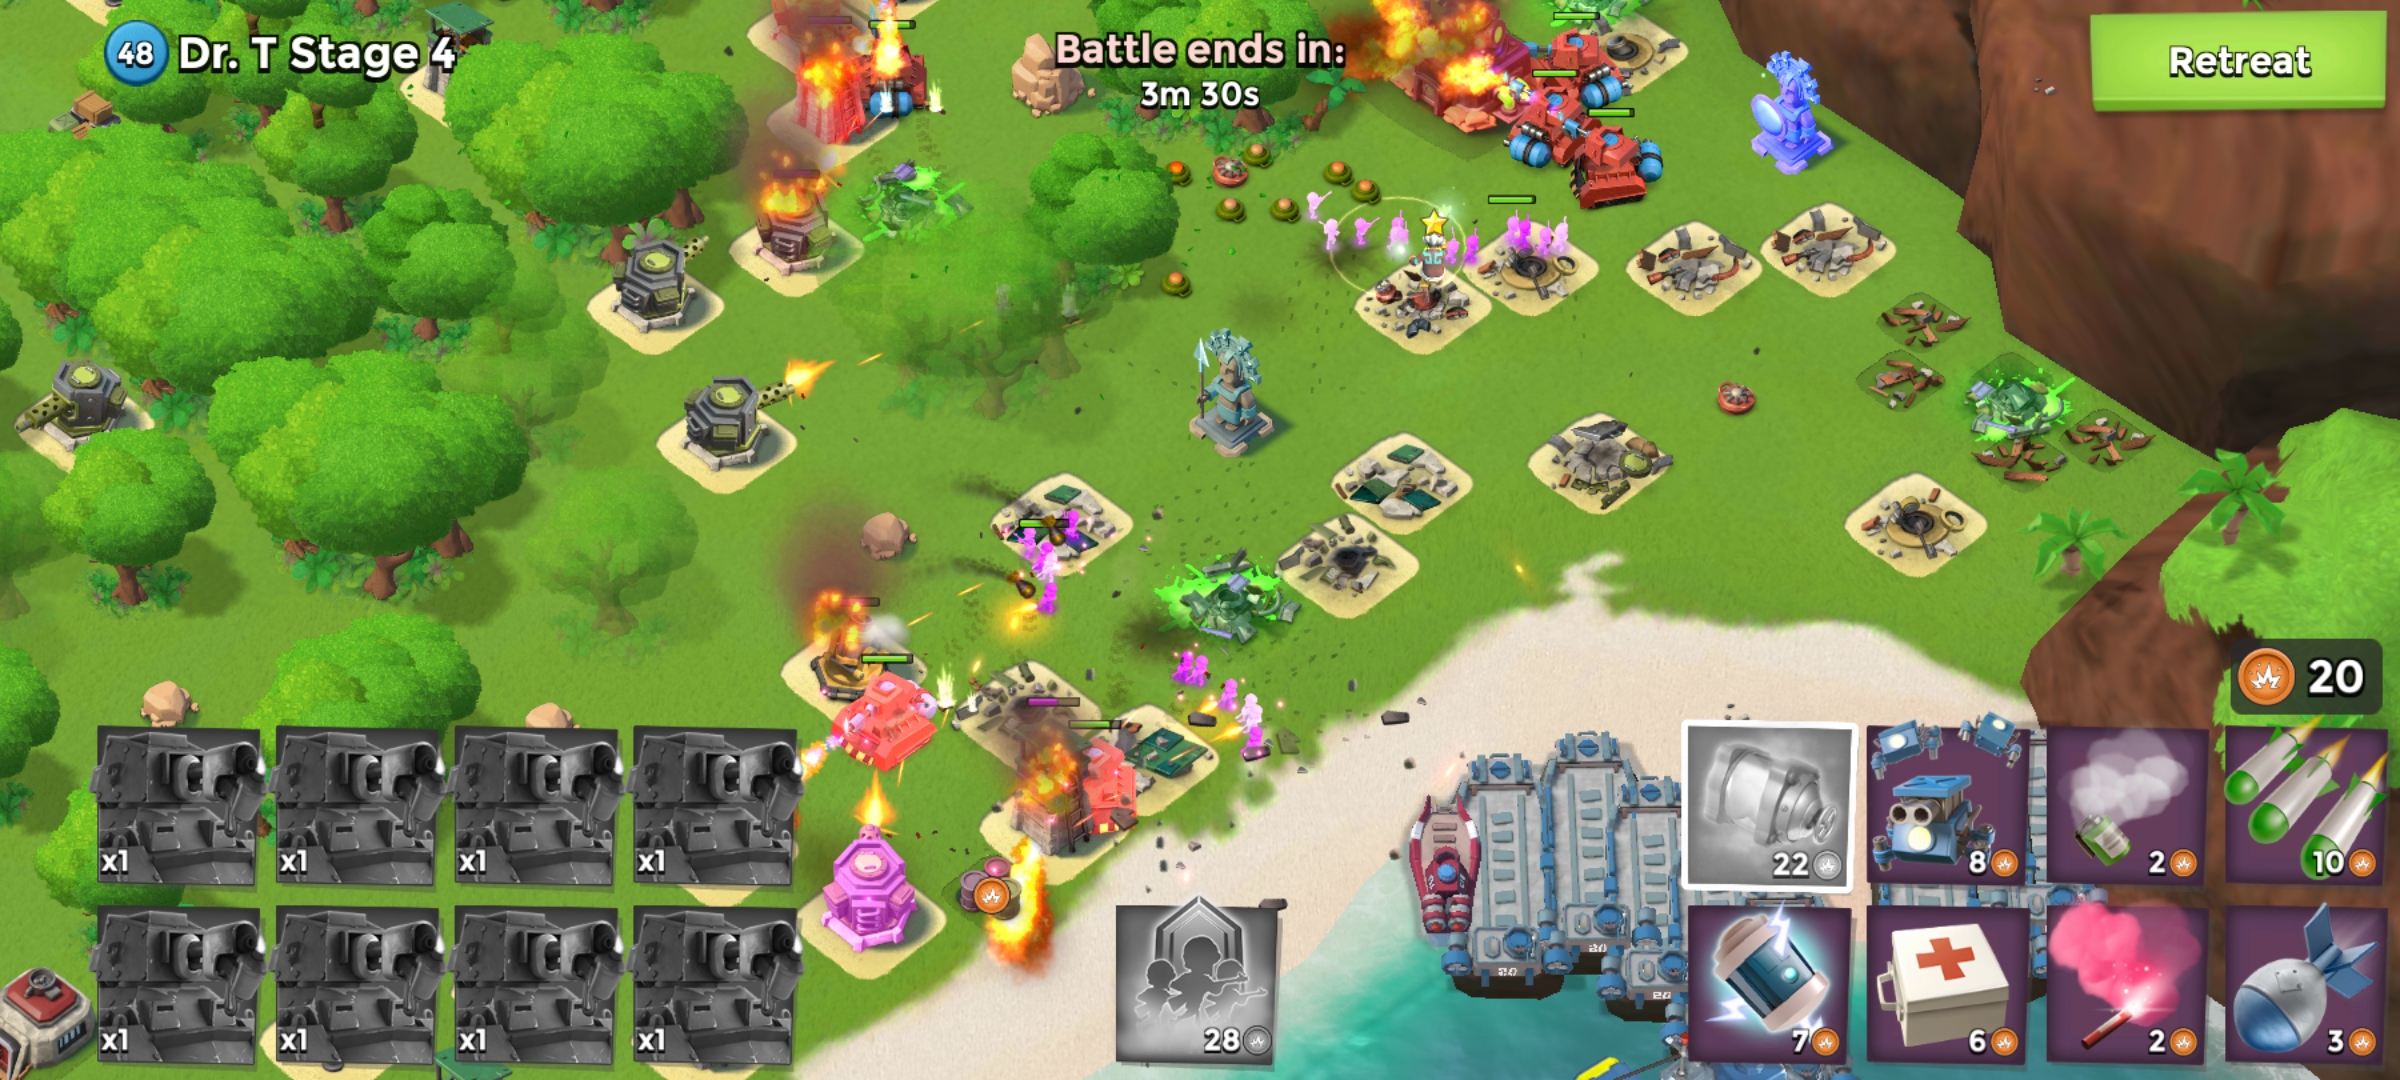 48 Dr. T Stage 4
Battle ends in:
3m 30s
Retreat
20
x1 x1 x1 x1
22 8 2 10
x1 x1 x1 x1
28
7 6 2 3